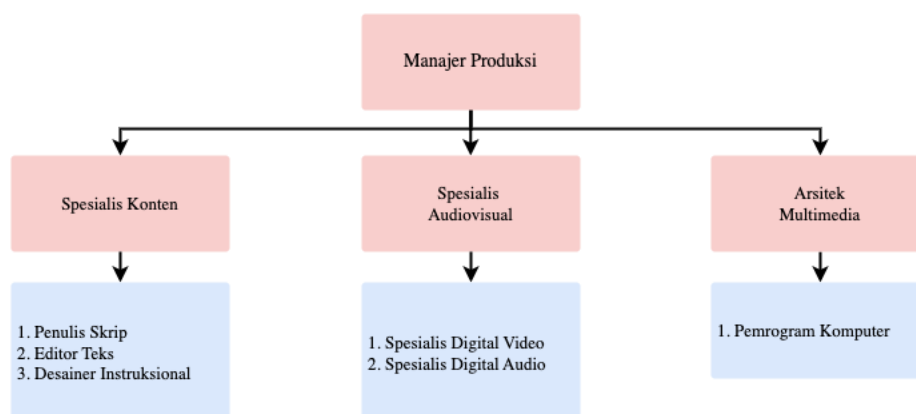 Manajer Produksi
Spesialis Konten
Spesialis
Audiovisual
Arsitek
Multimedia
1. Penulis Skrip
2. Editor Teks
3. Desainer Instruksional
1. Spesialis Digital Video
2. Spesialis Digital Audio
1. Pemrogram Komputer